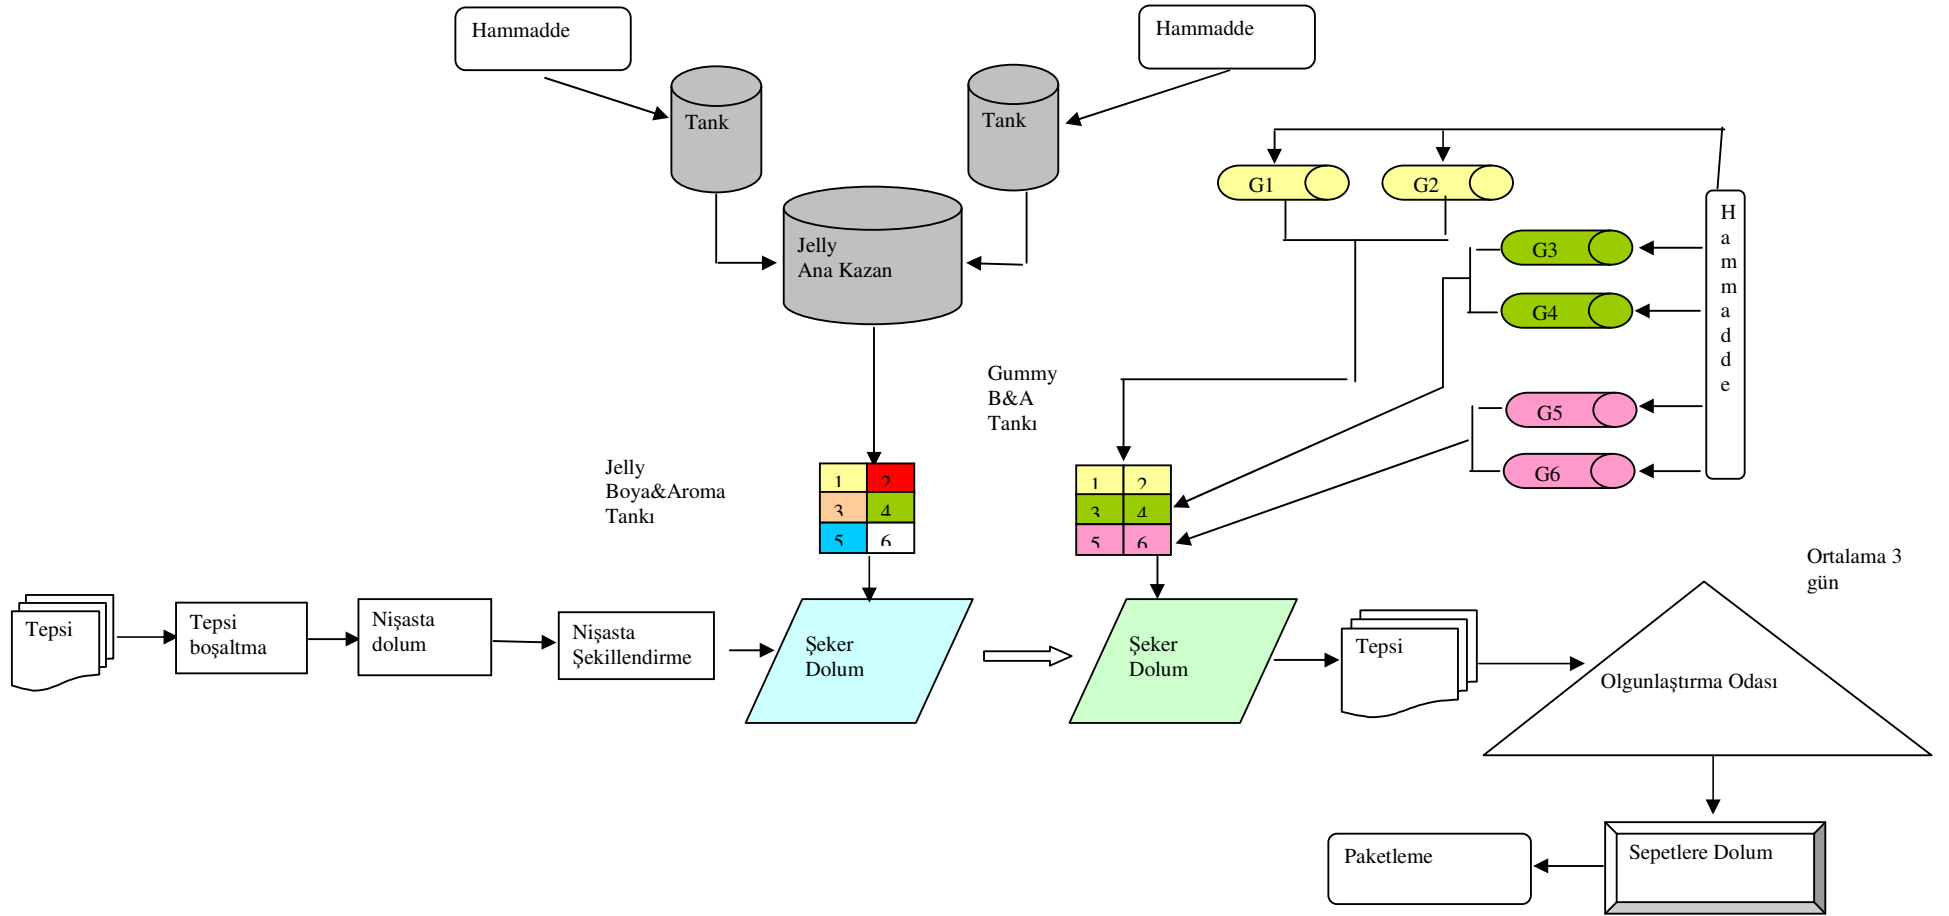 Hammadde
Hammadde
Tank
Tank
G1
G2
H
a
m
m
a
d
d
e
Jelly
Ana Kazan
G3
G4
Gummy
B&A
Tankı
G5
G6
Jelly
Boya&Aroma
Tankı
1 2
3 4
5 6
1 2
3 4
5 6
Ortalama 3
gün
Tepsi
Tepsi
boşaltma
Nişasta
dolum
Nişasta
Şekillendirme
Şeker
Dolum
Şeker
Dolum
Tepsi
Olgunlaştırma Odası
Sepetlere Dolum
Paketleme